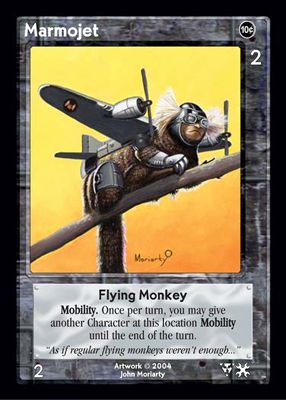 Marmojet
10¢
2
Moriarty
Flying Monkey
Mobility. Once per turn, you may give
another Character at this location Mobility
until the end of the turn.
"As if regular flying monkeys weren't enough..."
Artwork © 2004
John Moriarty
2